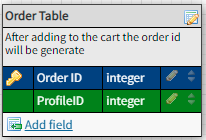 Order Table
After adding to the cart the order id
will be generate
Order ID integer
ProfileID integer
Add field